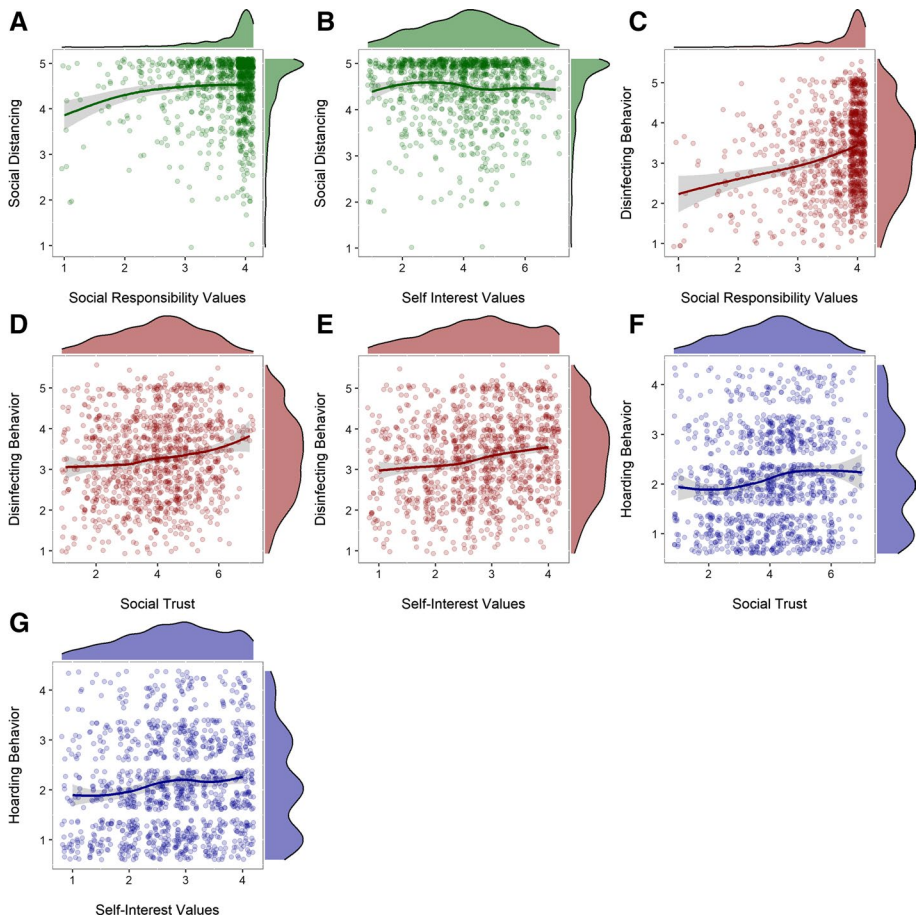 A
B
C
Social Distancing
5
4
3
2
1
1
2
3
4
Social Responsibility Values
Social Distancing
5
4
3
2
1
2
4
6
Self Interest Values
Disinfecting Behavior
5
4
3
2
1
1
2
3
4
Social Responsibility Values
D
E
F
Disinfecting Behavior
5
4
3
2
1
2
4
6
Social Trust
Disinfecting Behavior
5
4
3
2
1
1
2
3
4
Self-Interest Values
Hoarding Behavior
4
3
2
1
2
4
6
Social Trust
G
Hoarding Behavior
4
3
2
1
1
2
3
4
Self-Interest Values